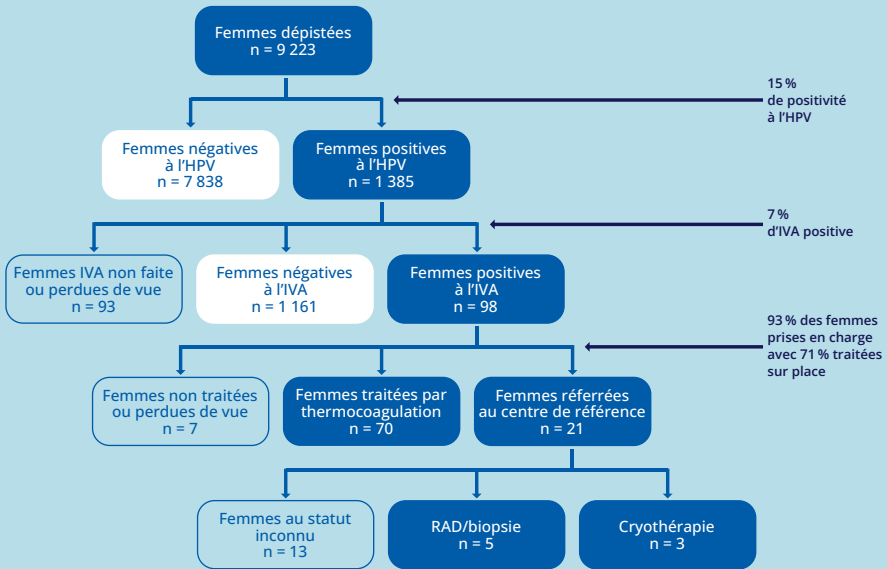 Femmes dépistées
n = 9 223
15 %
de positivité
à l'HPV
Femmes négatives
à l'HPV
n = 7 838
Femmes positives
à l'HPV
n = 1 385
7 %
d'IVA positive
Femmes IVA non faite
ou perdues de vue
n = 93
Femmes négatives
à l'IVA
n = 1 161
Femmes positives
à l'IVA
n = 98
93 % des femmes
prises en charge
avec 71 % traitées
sur place
Femmes non traitées
ou perdues de vue
n = 7
Femmes traitées par
thermocoagulation
n = 70
Femmes réferrées
au centre de référence
n = 21
Femmes au statut
inconnu
n = 13
RAD/biopsie
n = 5
Cryothérapie
n = 3